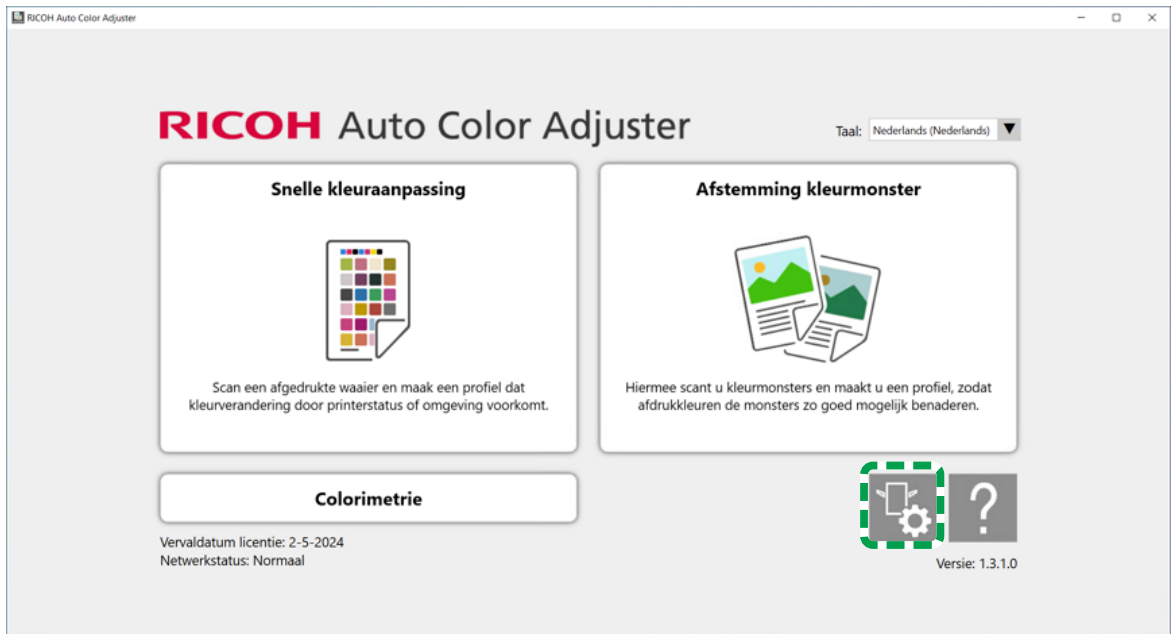 RICOH Auto Color Adjuster
RICOH Auto Color Adjuster
Taal: Nederlands (Nederlands)
Snelle kleuraanpassing
Scan een afgedrukte waaier en maak een profiel dat
kleurverandering door printerstatus of omgeving voorkomt.
Afstemming kleurmonster
Hiermee scant u kleurmonsters en maakt u een profiel, zodat
afdrukkleuren de monsters zo goed mogelijk benaderen.
Colorimetrie
?
Vervaldatum licentie: 2-5-2024
Netwerkstatus: Normaal
Versie: 1.3.1.0